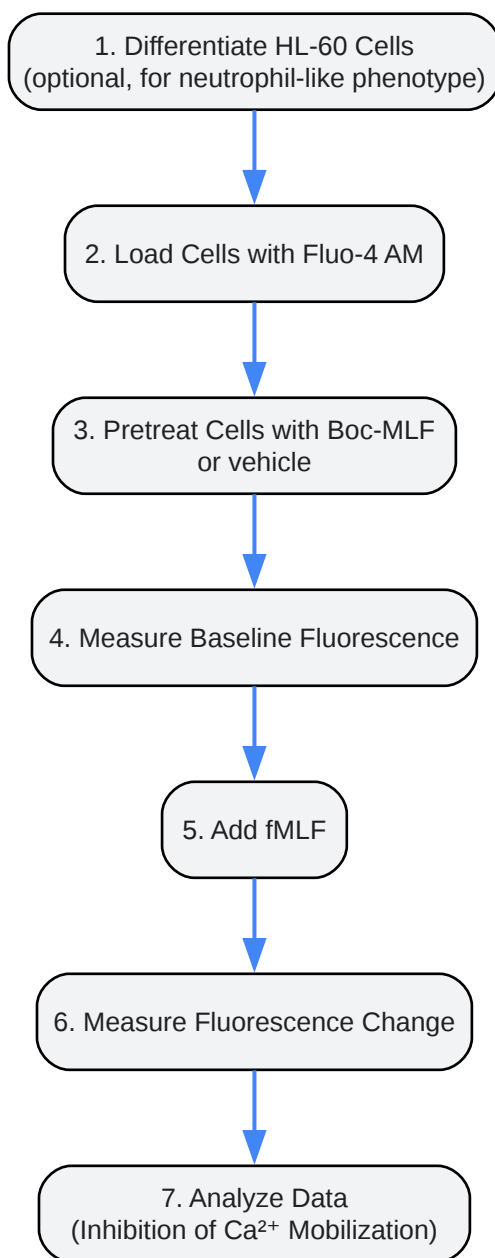 1. Differentiate HL-60 Cells
(optional, for neutrophil-like phenotype)
2. Load Cells with Fluo-4 AM
3. Pretreat Cells with Boc-MLF
or vehicle
4. Measure Baseline Fluorescence
5. Add fMLF
6. Measure Fluorescence Change
7. Analyze Data
(Inhibition of Ca²⁺ Mobilization)